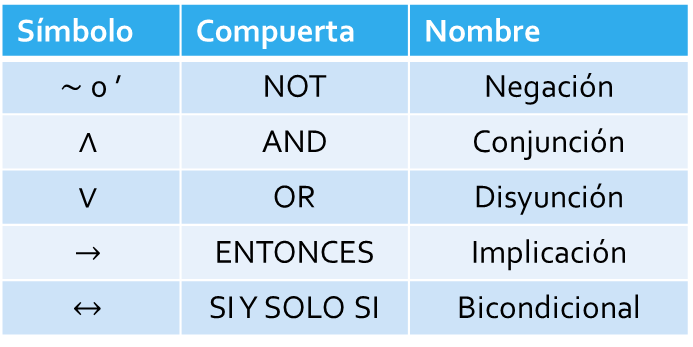 Símbolo Compuerta Nombre
~ o ’ NOT Negación
∧ AND Conjunción
∨ OR Disyunción
→ ENTONCES Implicación
↔ SI Y SOLO SI Bicondicional